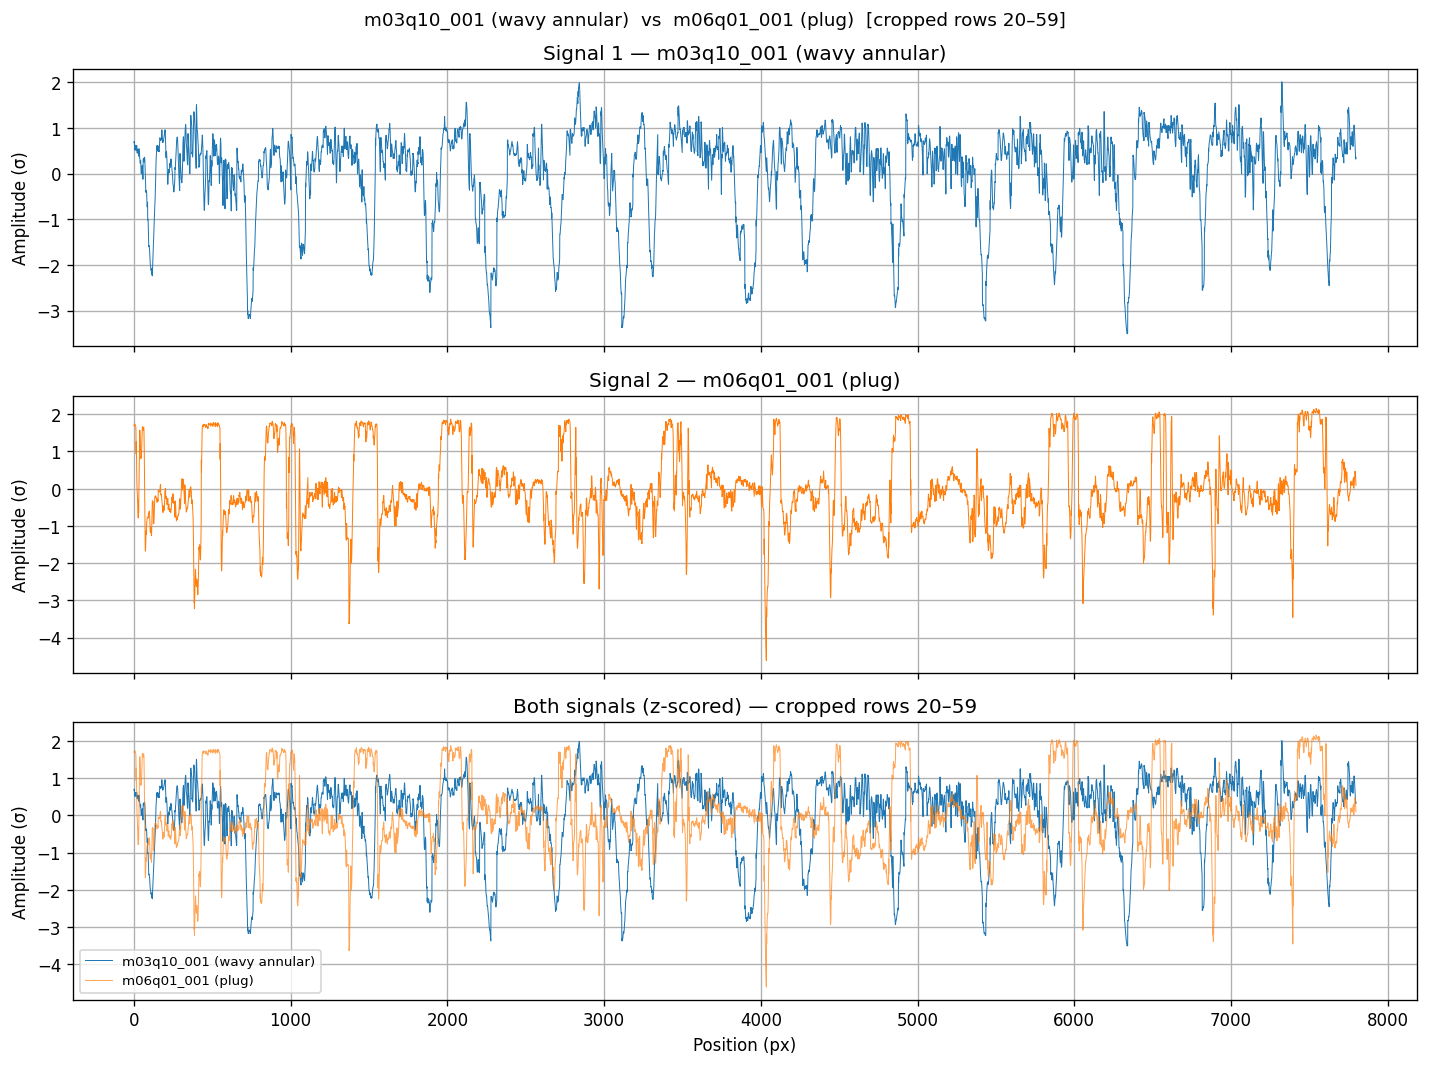 m03q10_001 (wavy annular)  vs  m06q01_001 (plug)  [cropped rows 20–59]
Signal 1 — m03q10_001 (wavy annular)
Amplitude (σ)
2
1
0
−1
−2
−3
Signal 2 — m06q01_001 (plug)
Amplitude (σ)
2
1
0
−1
−2
−3
−4
Both signals (z-scored) — cropped rows 20–59
Amplitude (σ)
2
1
0
−1
−2
−3
−4
m03q10_001 (wavy annular)
m06q01_001 (plug)
0 1000 2000 3000 4000 5000 6000 7000 8000
Position (px)